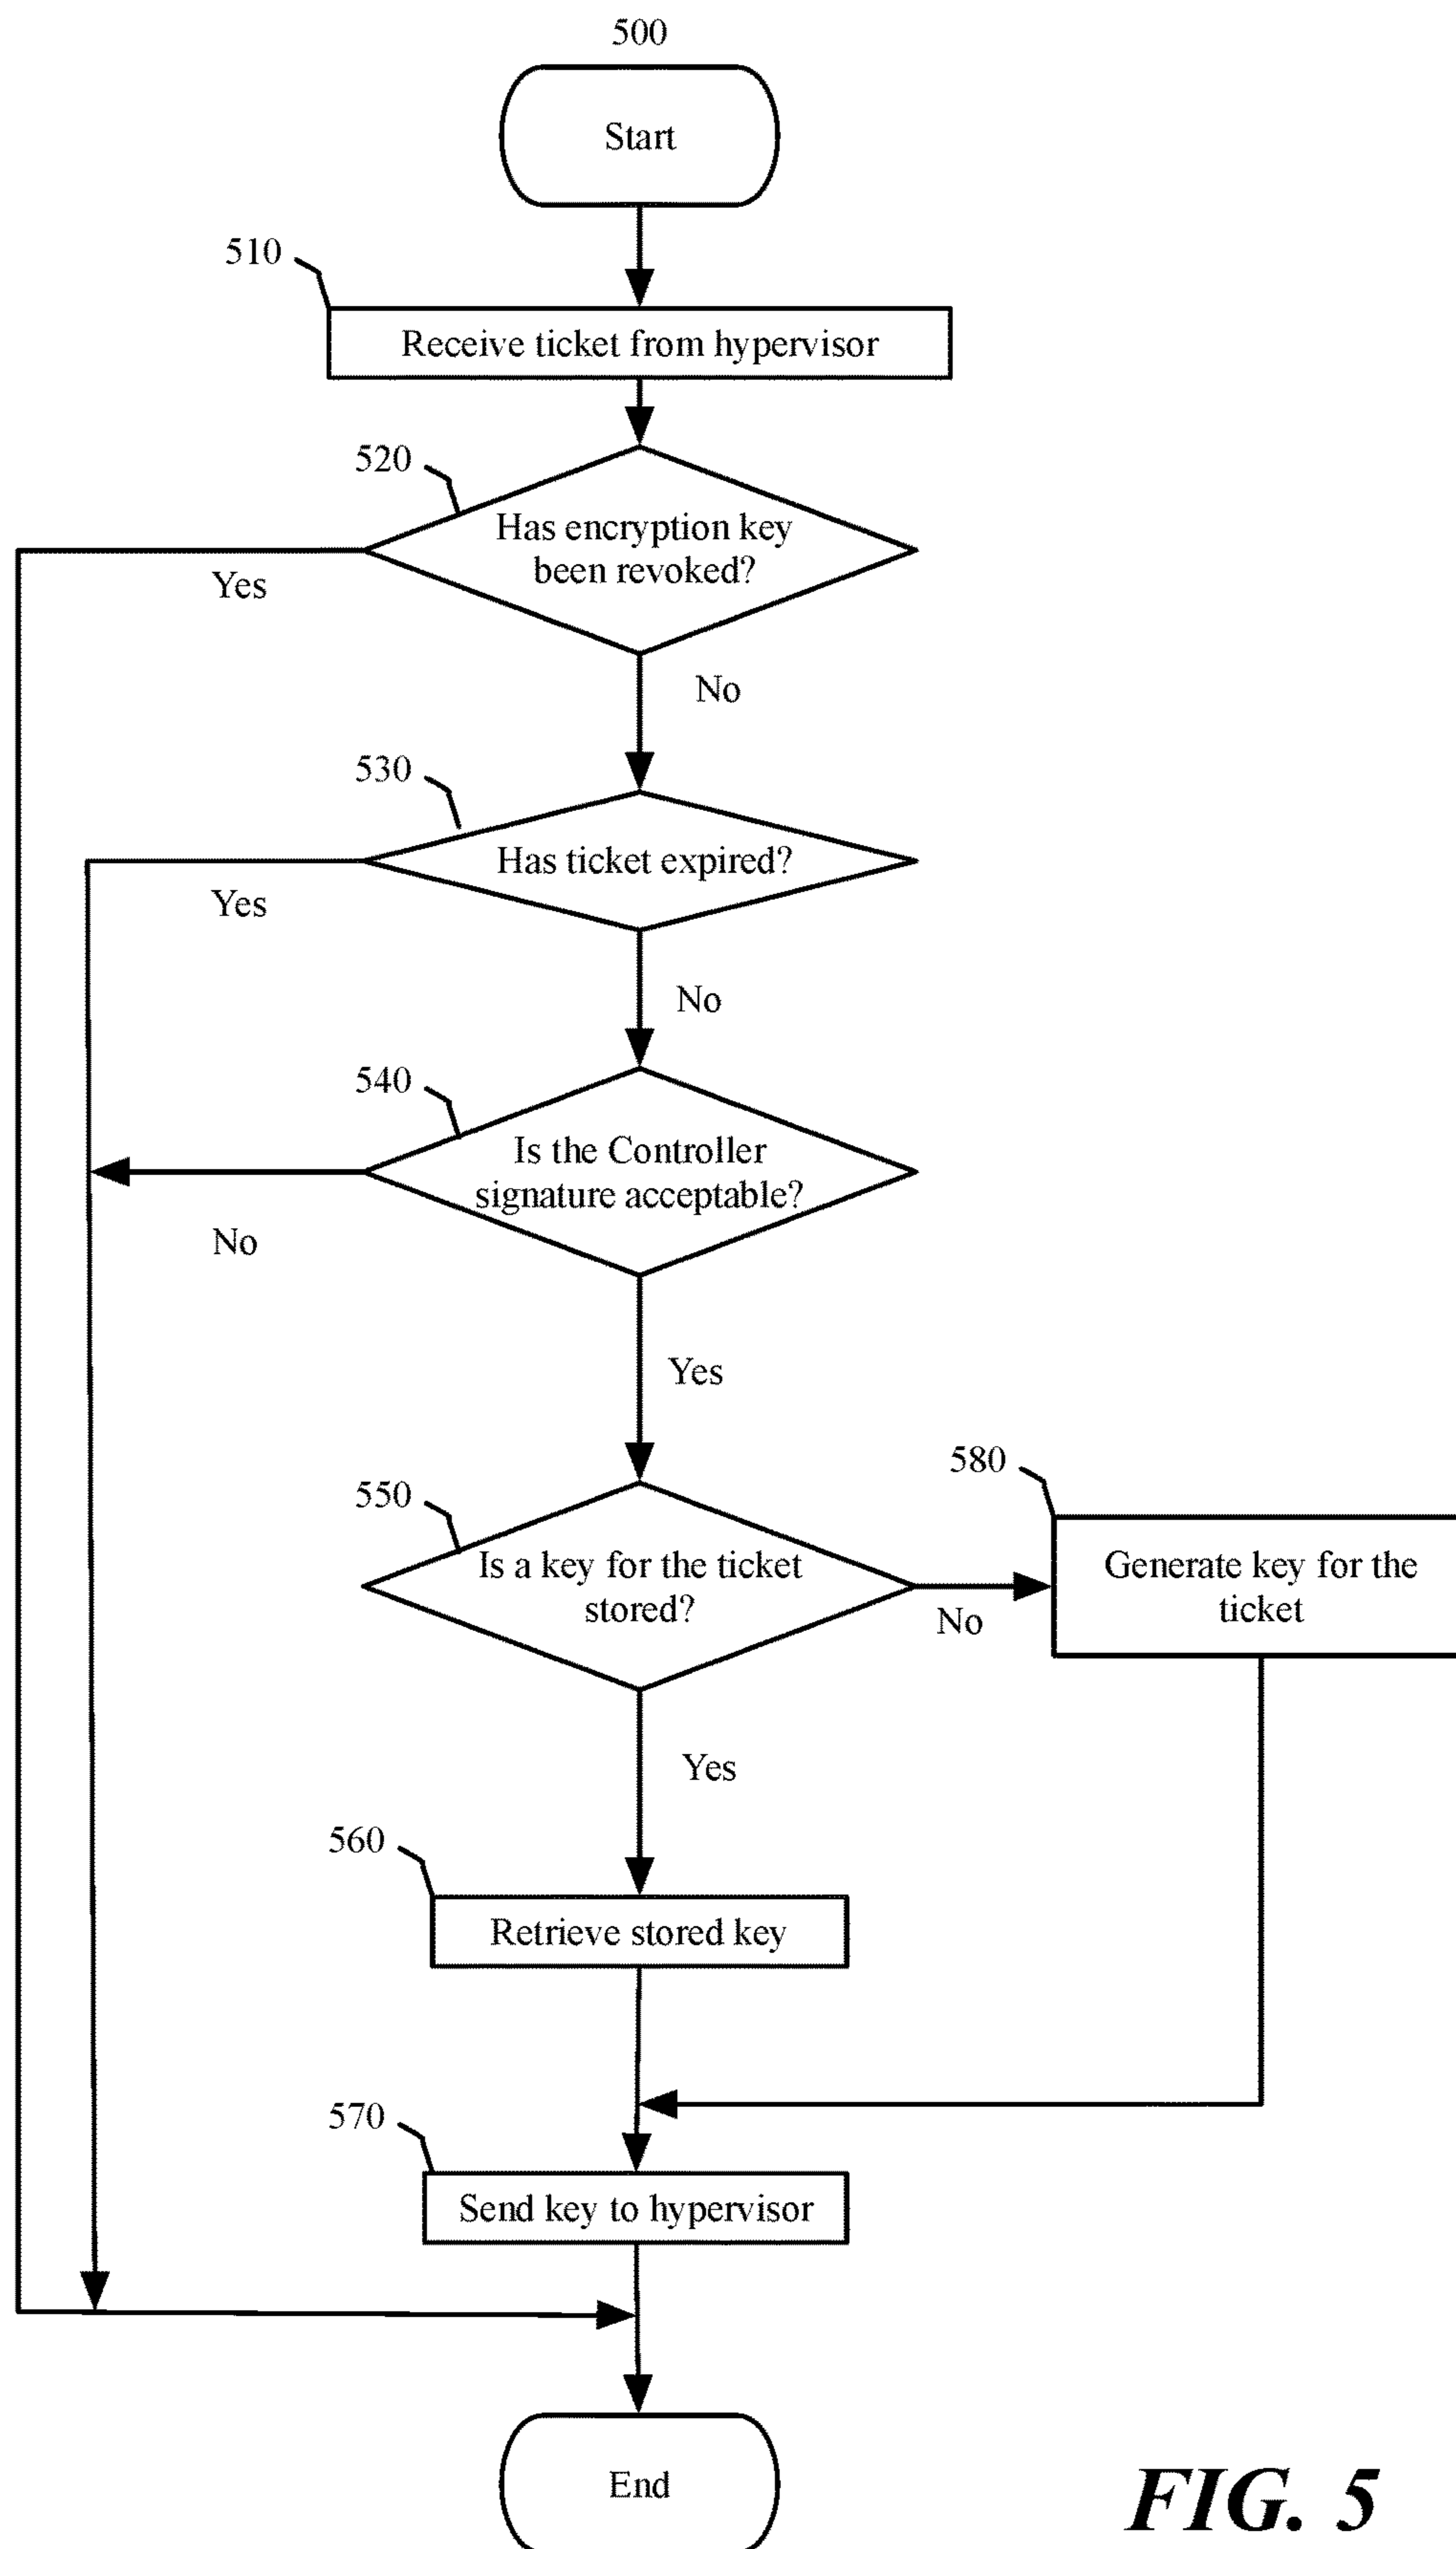 500
Start
510
Receive ticket from hypervisor
520
Has encryption key
been revoked?
Yes
No
530
Has ticket expired?
Yes
No
540
Is the Controller
signature acceptable?
No
Yes
550
Is a key for the ticket
stored?
No
580
Generate key for the
ticket
Yes
560
Retrieve stored key
570
Send key to hypervisor
End
FIG. 5